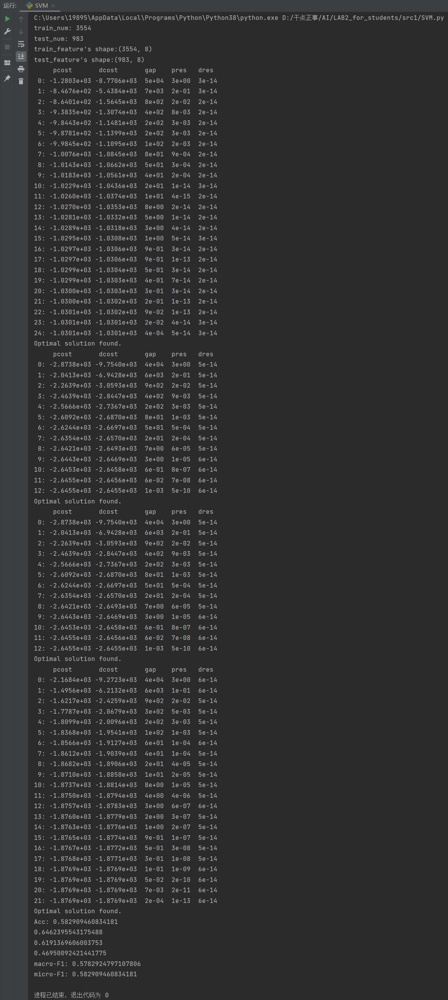 运行: SVM
C:\Users\19895\AppData\Local\Programs\Python\Python38\python.exe D:/干点正事/AI/LAB2_for_students/src1/SVM.py
train_num: 3554
test_num: 983
train_feature's shape:(3554, 8)
test_feature's shape:(983, 8)
     pcost       dcost       gap    pres   dres
 0: -1.2803e+03 -8.7706e+03  5e+04  3e+00  3e-14
 1: -8.4676e+02 -5.4384e+03  7e+03  2e-01  3e-14
 2: -8.6401e+02 -1.5645e+03  8e+02  2e-02  2e-14
 3: -9.3835e+02 -1.3074e+03  4e+02  8e-03  2e-14
 4: -9.8443e+02 -1.1481e+03  2e+02  3e-03  2e-14
 5: -9.8781e+02 -1.1399e+03  2e+02  3e-03  2e-14
 6: -9.9845e+02 -1.1095e+03  1e+02  2e-03  2e-14
 7: -1.0076e+03 -1.0845e+03  8e+01  9e-04  2e-14
 8: -1.0143e+03 -1.0662e+03  5e+01  3e-04  2e-14
 9: -1.0183e+03 -1.0561e+03  4e+01  2e-04  2e-14
10: -1.0229e+03 -1.0436e+03  2e+01  1e-14  3e-14
11: -1.0260e+03 -1.0374e+03  1e+01  4e-15  2e-14
12: -1.0270e+03 -1.0353e+03  8e+00  2e-14  2e-14
13: -1.0281e+03 -1.0332e+03  5e+00  1e-14  2e-14
14: -1.0289e+03 -1.0318e+03  3e+00  4e-14  2e-14
15: -1.0295e+03 -1.0308e+03  1e+00  5e-14  3e-14
16: -1.0297e+03 -1.0306e+03  9e-01  3e-14  2e-14
17: -1.0297e+03 -1.0306e+03  9e-01  1e-13  2e-14
18: -1.0299e+03 -1.0304e+03  5e-01  3e-14  2e-14
19: -1.0299e+03 -1.0303e+03  4e-01  7e-14  2e-14
20: -1.0300e+03 -1.0303e+03  3e-01  3e-14  2e-14
21: -1.0300e+03 -1.0302e+03  2e-01  1e-13  2e-14
22: -1.0301e+03 -1.0302e+03  9e-02  1e-13  2e-14
23: -1.0301e+03 -1.0301e+03  2e-02  4e-14  3e-14
24: -1.0301e+03 -1.0301e+03  4e-04  5e-14  3e-14
Optimal solution found.
     pcost       dcost       gap    pres   dres
 0: -2.8738e+03 -9.7540e+03  4e+04  3e+00  5e-14
 1: -2.0413e+03 -6.9428e+03  6e+03  2e-01  5e-14
 2: -2.2639e+03 -3.0593e+03  9e+02  2e-02  5e-14
 3: -2.4639e+03 -2.8447e+03  4e+02  9e-03  5e-14
 4: -2.5666e+03 -2.7367e+03  2e+02  3e-03  5e-14
 5: -2.6092e+03 -2.6870e+03  8e+01  1e-03  5e-14
 6: -2.6244e+03 -2.6697e+03  5e+01  5e-04  5e-14
 7: -2.6354e+03 -2.6570e+03  2e+01  2e-04  5e-14
 8: -2.6421e+03 -2.6493e+03  7e+00  6e-05  5e-14
 9: -2.6443e+03 -2.6469e+03  3e+00  1e-05  6e-14
10: -2.6453e+03 -2.6458e+03  6e-01  8e-07  6e-14
11: -2.6455e+03 -2.6456e+03  6e-02  7e-08  6e-14
12: -2.6455e+03 -2.6455e+03  1e-03  5e-10  6e-14
Optimal solution found.
     pcost       dcost       gap    pres   dres
 0: -2.8738e+03 -9.7540e+03  4e+04  3e+00  5e-14
 1: -2.0413e+03 -6.9428e+03  6e+03  2e-01  5e-14
 2: -2.2639e+03 -3.0593e+03  9e+02  2e-02  5e-14
 3: -2.4639e+03 -2.8447e+03  4e+02  9e-03  5e-14
 4: -2.5666e+03 -2.7367e+03  2e+02  3e-03  5e-14
 5: -2.6092e+03 -2.6870e+03  8e+01  1e-03  5e-14
 6: -2.6244e+03 -2.6697e+03  5e+01  5e-04  5e-14
 7: -2.6354e+03 -2.6570e+03  2e+01  2e-04  5e-14
 8: -2.6421e+03 -2.6493e+03  7e+00  6e-05  5e-14
 9: -2.6443e+03 -2.6469e+03  3e+00  1e-05  6e-14
10: -2.6453e+03 -2.6458e+03  6e-01  8e-07  6e-14
11: -2.6455e+03 -2.6456e+03  6e-02  7e-08  6e-14
12: -2.6455e+03 -2.6455e+03  1e-03  5e-10  6e-14
Optimal solution found.
     pcost       dcost       gap    pres   dres
 0: -2.1684e+03 -9.2723e+03  4e+04  3e+00  6e-14
 1: -1.4956e+03 -6.2132e+03  6e+03  1e-01  6e-14
 2: -1.6217e+03 -2.4259e+03  9e+02  2e-02  5e-14
 3: -1.7787e+03 -2.0679e+03  3e+02  5e-03  5e-14
 4: -1.8099e+03 -2.0096e+03  2e+02  3e-03  5e-14
 5: -1.8368e+03 -1.9541e+03  1e+02  1e-03  5e-14
 6: -1.8566e+03 -1.9127e+03  6e+01  1e-04  6e-14
 7: -1.8612e+03 -1.9039e+03  4e+01  1e-04  5e-14
 8: -1.8682e+03 -1.8906e+03  2e+01  4e-05  5e-14
 9: -1.8710e+03 -1.8858e+03  1e+01  2e-05  5e-14
10: -1.8737e+03 -1.8814e+03  8e+00  1e-05  5e-14
11: -1.8750e+03 -1.8794e+03  4e+00  4e-06  5e-14
12: -1.8757e+03 -1.8783e+03  3e+00  6e-07  6e-14
13: -1.8760e+03 -1.8779e+03  2e+00  3e-07  5e-14
14: -1.8763e+03 -1.8776e+03  1e+00  2e-07  5e-14
15: -1.8765e+03 -1.8774e+03  9e-01  1e-07  5e-14
16: -1.8767e+03 -1.8772e+03  5e-01  3e-08  5e-14
17: -1.8768e+03 -1.8771e+03  3e-01  1e-08  5e-14
18: -1.8769e+03 -1.8769e+03  1e-01  1e-09  6e-14
19: -1.8769e+03 -1.8769e+03  5e-02  2e-10  6e-14
20: -1.8769e+03 -1.8769e+03  7e-03  2e-11  6e-14
21: -1.8769e+03 -1.8769e+03  2e-04  1e-13  6e-14
Optimal solution found.
Acc: 0.582909460834181
0.6462395543175488
0.6191369606003753
0.46950092421441775
macro-F1: 0.5782924797107806
micro-F1: 0.582909460834181
进程已结束，退出代码为 0